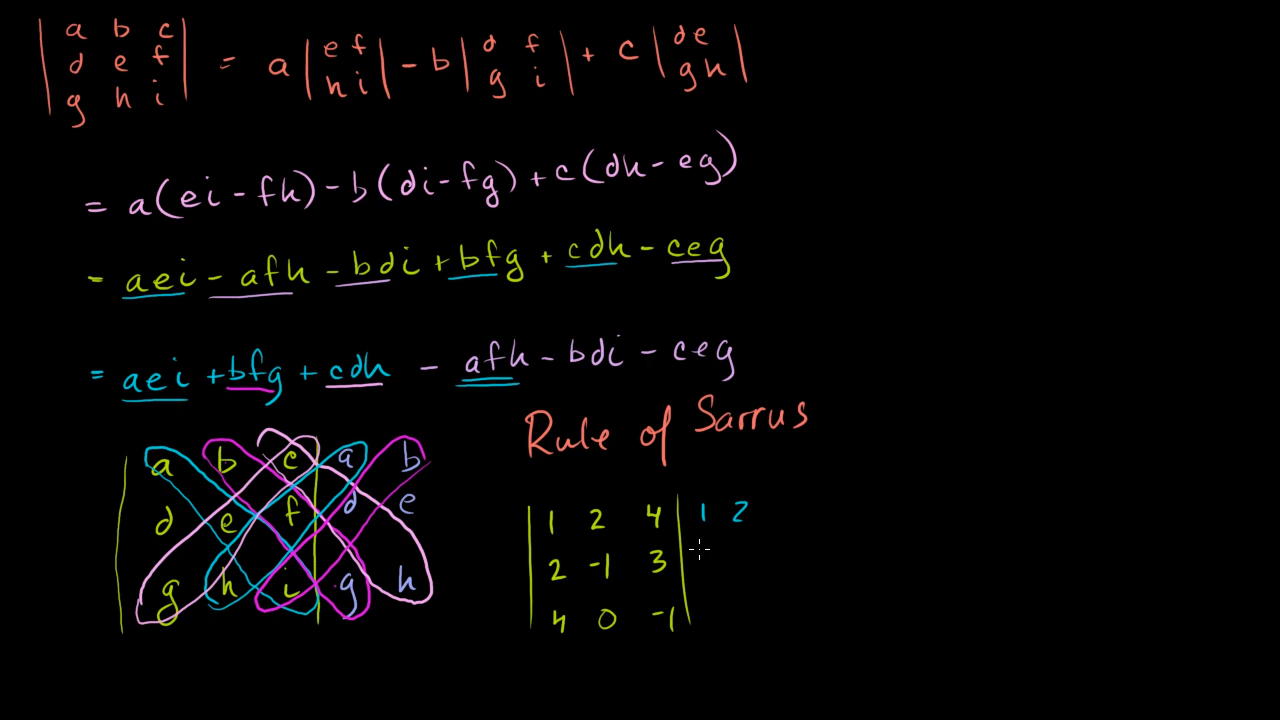 | a b c |
| d e f | = a | e f | - b | d f | + c | d e |
| g h i | | h i | | g i | | g h |
= a(ei - fh) - b(di - fg) + c(dh - eg)
= aei - afh - bdi + bfg + cdh - ceg
= aei + bfg + cdh - afh - bdi - ceg
Rule of Sarrus
| a b c | a b
| d e f | d e
| g h i | g h
| 1 2 4 | 1 2
| 2 -1 3 |
| 4 0 -1 |